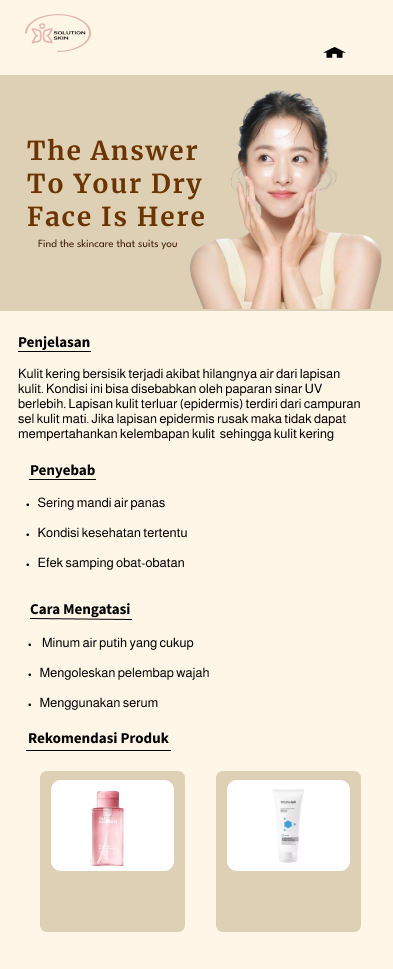 SOLUTION
SKIN
The Answer
To Your Dry
Face Is Here
Find the skincare that suits you
Penjelasan
Kulit kering bersisik terjadi akibat hilangnya air dari lapisan
kulit. Kondisi ini bisa disebabkan oleh paparan sinar UV
berlebih. Lapisan kulit terluar (epidermis) terdiri dari campuran
sel kulit mati. Jika lapisan epidermis rusak maka tidak dapat
mempertahankan kelembapan kulit  sehingga kulit kering
Penyebab
• Sering mandi air panas
• Kondisi kesehatan tertentu
• Efek samping obat-obatan
Cara Mengatasi
• Minum air putih yang cukup
• Mengoleskan pelembap wajah
• Menggunakan serum
Rekomendasi Produk